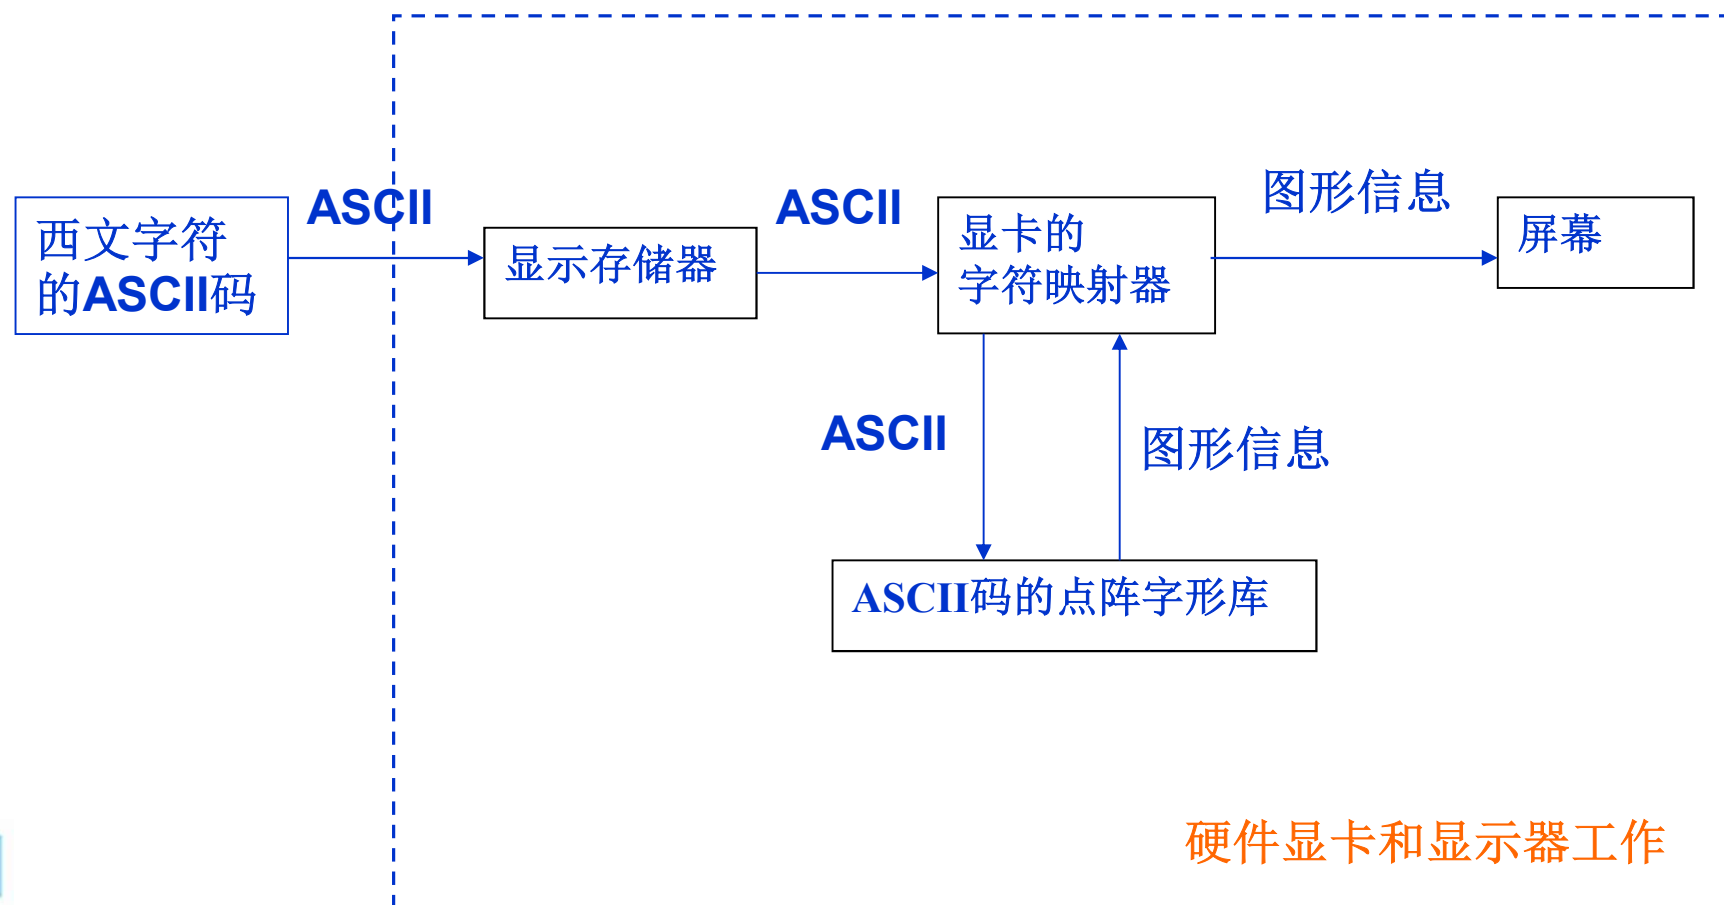 西文字符
的ASCII码
ASCII
显示存储器
ASCII
显卡的
字符映射器
图形信息
屏幕
ASCII
图形信息
ASCII码的点阵字形库
硬件显卡和显示器工作